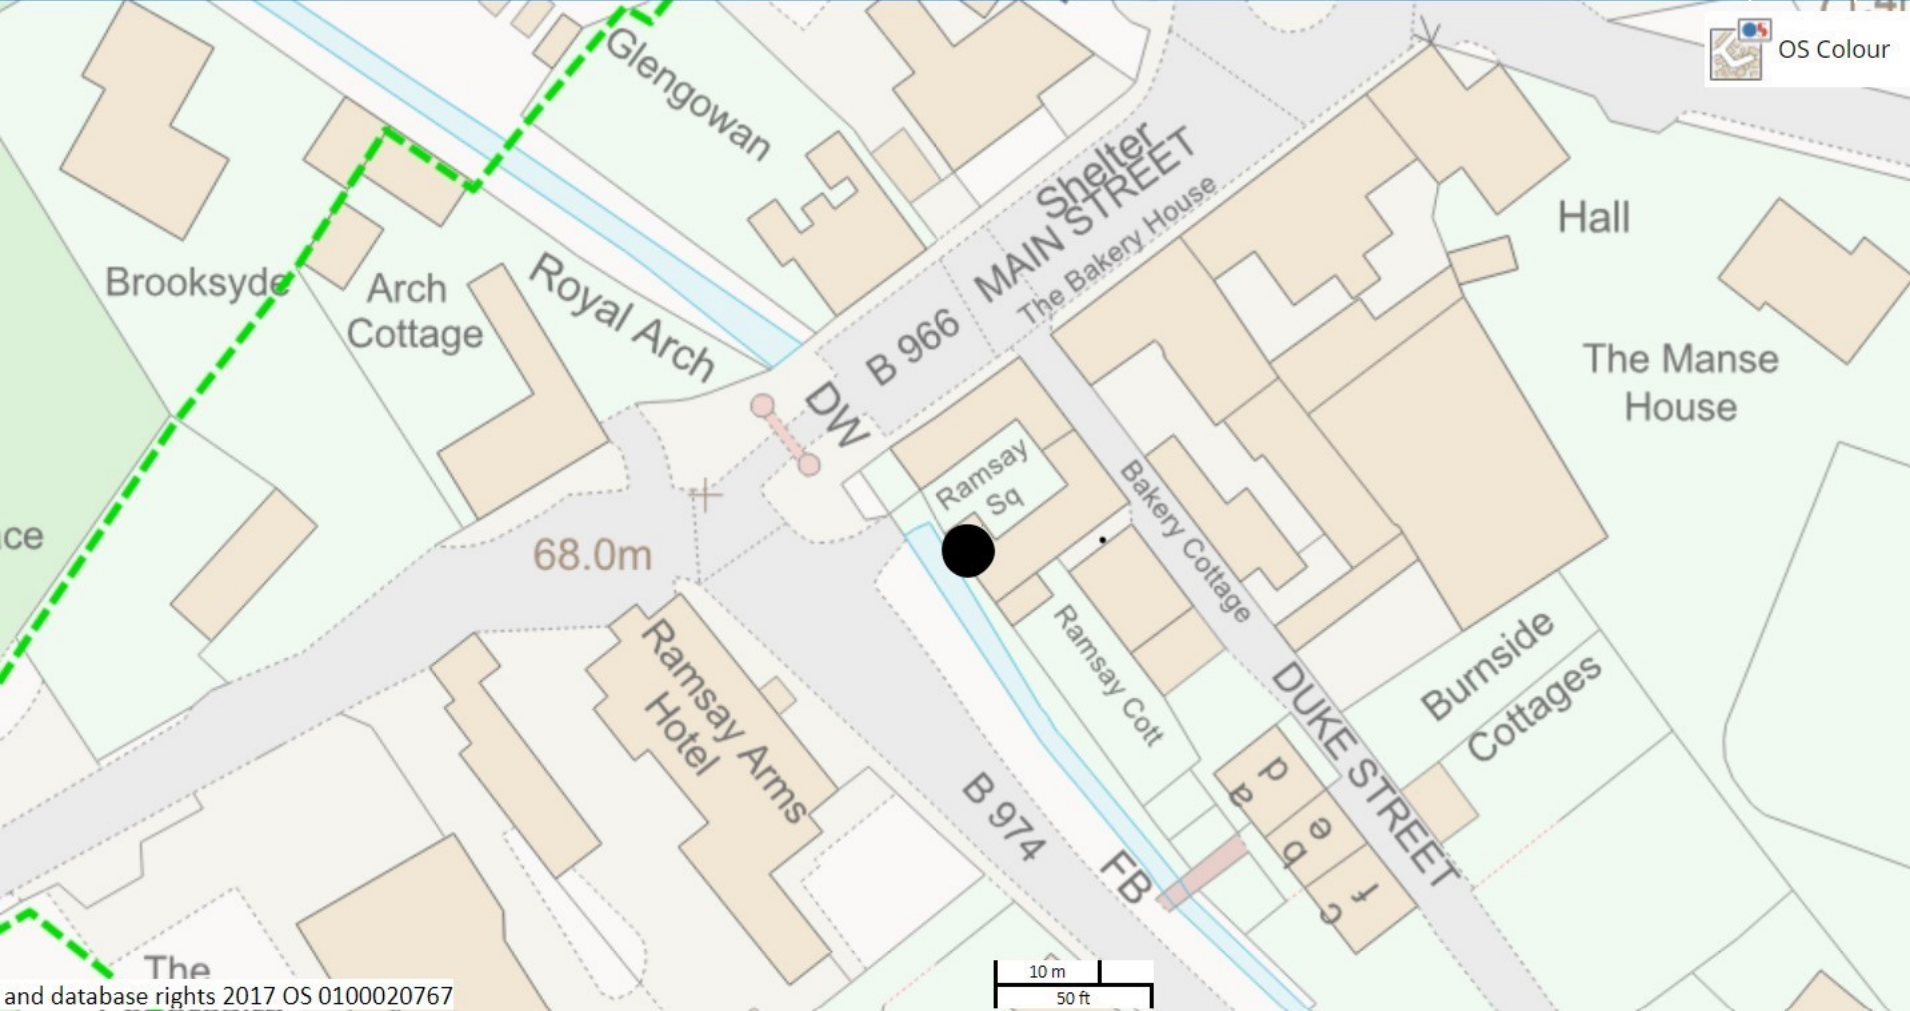 71.4
OS Colour
Glengowan
Shelter
MAIN STREET
The Bakery House
Hall
Brooksyde
Arch
Cottage
Royal Arch
B 966
The Manse
House
DW
Ramsay
Sq
Bakery Cottage
ce
68.0m
Ramsay Arms
Hotel
Ramsay Cott
Burnside
Cottages
DUKE STREET
B 974
FB
d
a
e
b
f
c
The
10 m
50 ft
and database rights 2017 OS 0100020767